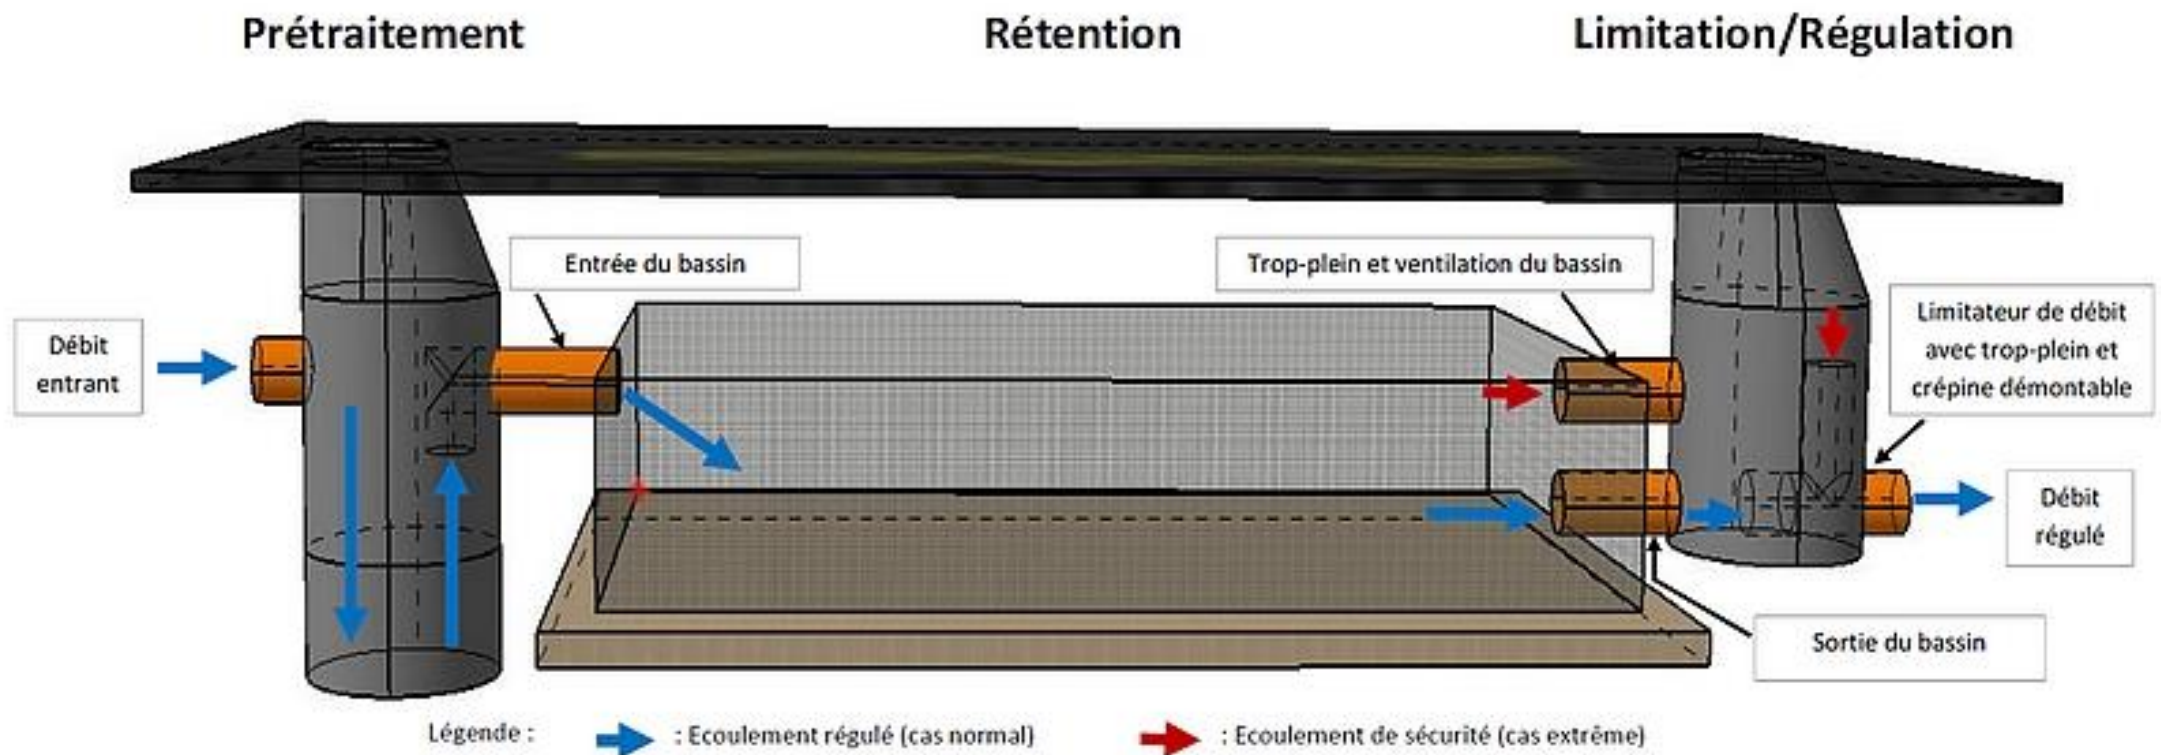 Prétraitement
Rétention
Limitation/Régulation
Entrée du bassin
Trop-plein et ventilation du bassin
Débit
entrant
Limitateur de débit
avec trop-plein et
crépine démontable
Débit
régulé
Sortie du bassin
Légende :
: Ecoulement régulé (cas normal)
: Ecoulement de sécurité (cas extrême)